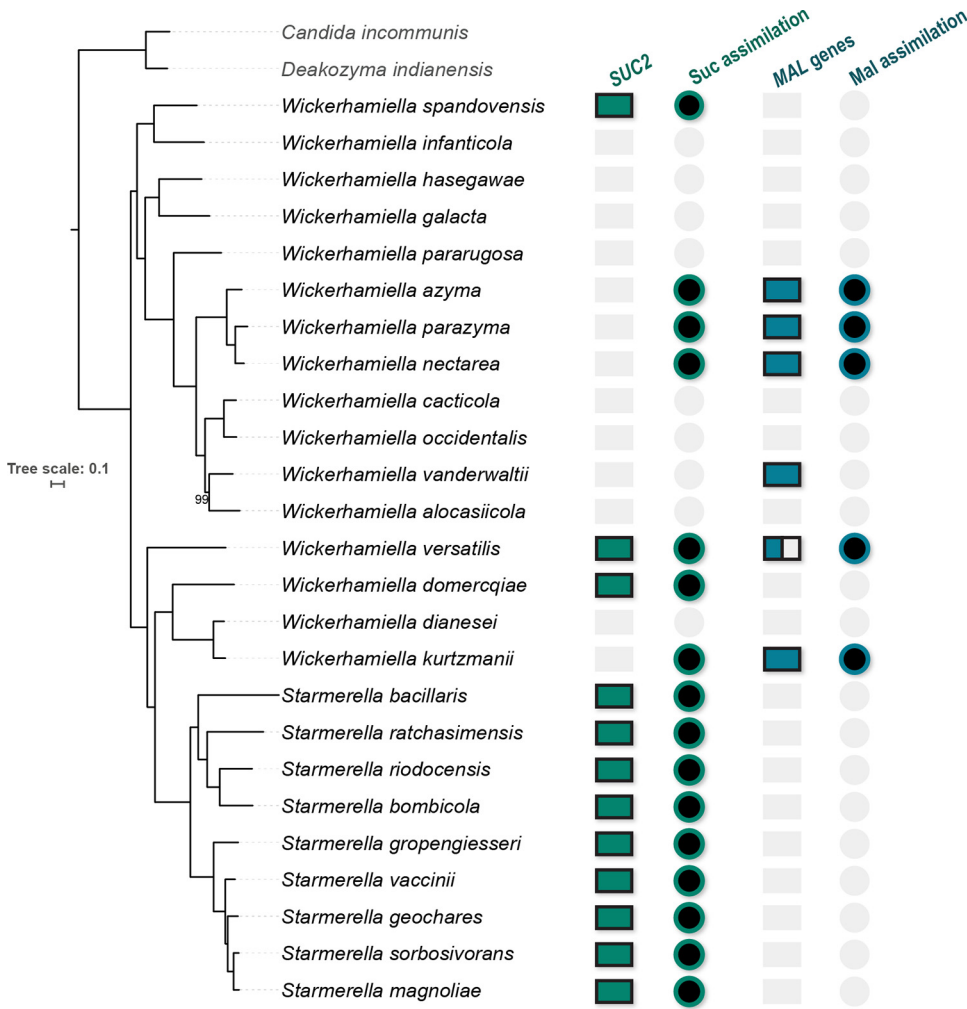 SUC2
Suc assimilation
MAL genes
Mal assimilation
Candida incommunis
Deakozyma indianensis
Wickerhamiella spandovensis
Wickerhamiella infanticola
Wickerhamiella hasegawae
Wickerhamiella galacta
Wickerhamiella pararugosa
Wickerhamiella azyma
Wickerhamiella parazyma
Wickerhamiella nectarea
Wickerhamiella cacticola
Wickerhamiella occidentalis
Tree scale: 0.1
Wickerhamiella vanderwaltii
99
Wickerhamiella alocasiicola
Wickerhamiella versatilis
Wickerhamiella domercqiae
Wickerhamiella dianesei
Wickerhamiella kurtzmanii
Starmerella bacillaris
Starmerella ratchasimensis
Starmerella riodocensis
Starmerella bombicola
Starmerella gropengiesseri
Starmerella vaccinii
Starmerella geochares
Starmerella sorbosivorans
Starmerella magnoliae